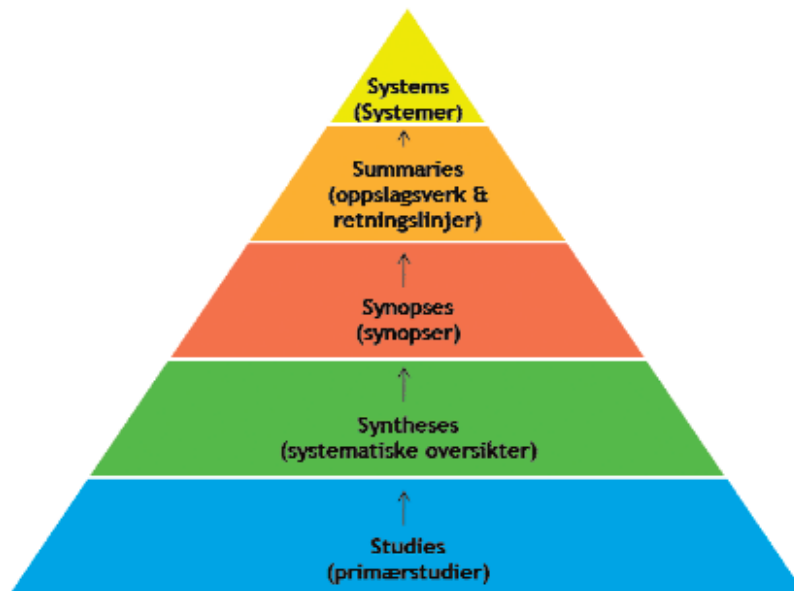 Systems
(Systemer)
Summaries
(oppslagsverk &
retningslinjer)
Synopses
(synopser)
Syntheses
(systematiske oversikter)
Studies
(primærstudier)